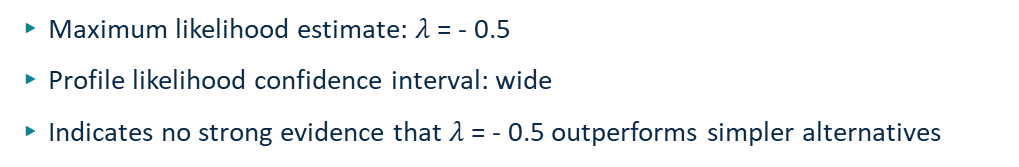 ▸ Maximum likelihood estimate: λ = - 0.5
▸ Profile likelihood confidence interval: wide
▸ Indicates no strong evidence that λ = - 0.5 outperforms simpler alternatives